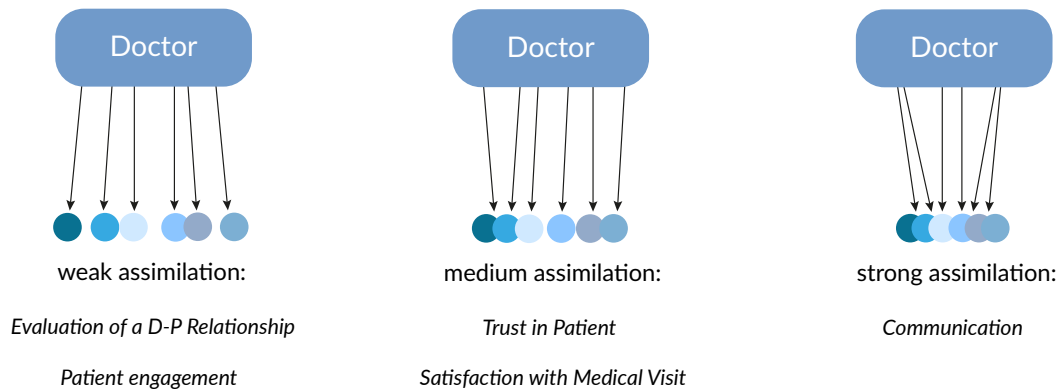 Doctor
weak assimilation:
Evaluation of a D-P Relationship
Patient engagement
Doctor
medium assimilation:
Trust in Patient
Satisfaction with Medical Visit
Doctor
strong assimilation:
Communication